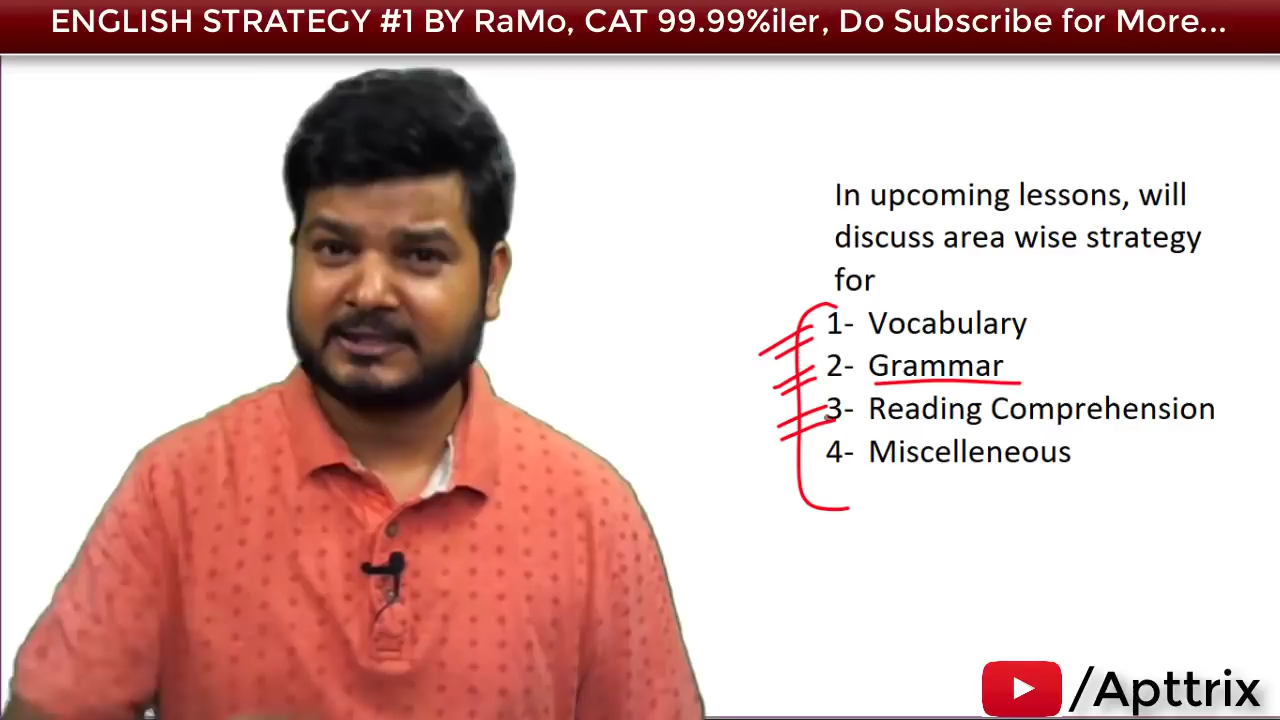 ENGLISH STRATEGY #1 BY RaMo, CAT 99.99%iler, Do Subscribe for More...
In upcoming lessons, will
discuss area wise strategy
for
1- Vocabulary
2- Grammar
3- Reading Comprehension
4- Miscelleneous
/Apttrix